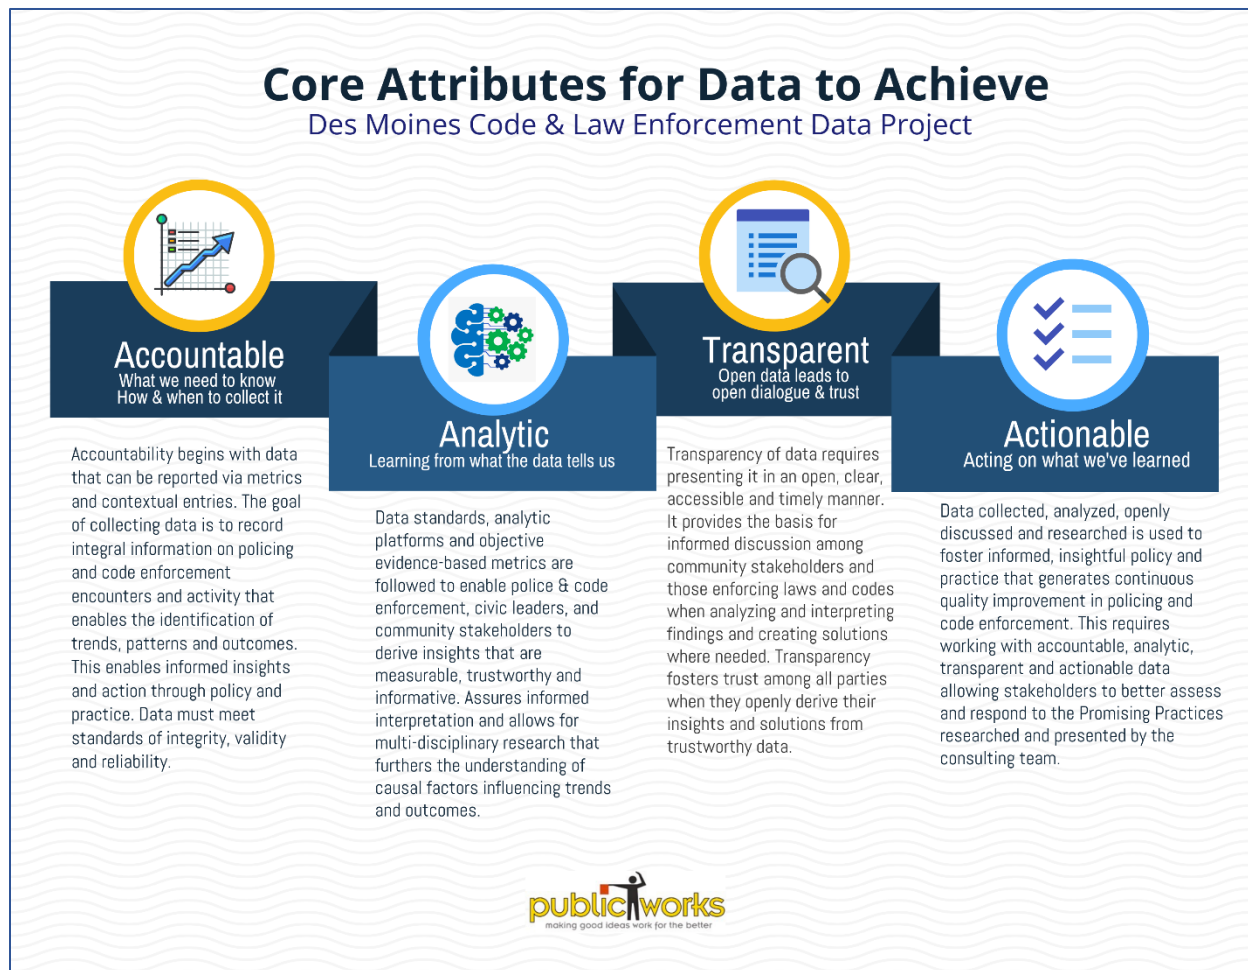 Core Attributes for Data to Achieve
Des Moines Code & Law Enforcement Data Project
Accountable
What we need to know
How & when to collect it
Accountability begins with data
that can be reported via metrics
and contextual entries. The goal
of collecting data is to record
integral information on policing
and code enforcement
encounters and activity that
enables the identification of
trends, patterns and outcomes.
This enables informed insights
and action through policy and
practice. Data must meet
standards of integrity, validity
and reliability.
Analytic
Learning from what the data tells us
Data standards, analytic
platforms and objective
evidence-based metrics are
followed to enable police & code
enforcement, civic leaders, and
community stakeholders to
derive insights that are
measurable, trustworthy and
informative. Assures informed
interpretation and allows for
multi-disciplinary research that
furthers the understanding of
causal factors influencing trends
and outcomes.
Transparent
Open data leads to
open dialogue & trust
Transparency of data requires
presenting it in an open, clear,
accessible and timely manner.
It provides the basis for
informed discussion among
community stakeholders and
those enforcing laws and codes
when analyzing and interpreting
findings and creating solutions
where needed. Transparency
fosters trust among all parties
when they openly derive their
insights and solutions from
trustworthy data.
Actionable
Acting on what we've learned
Data collected, analyzed, openly
discussed and researched is used to
foster informed, insightful policy and
practice that generates continuous
quality improvement in policing and
code enforcement. This requires
working with accountable, analytic,
transparent and actionable data
allowing stakeholders to better assess
and respond to the Promising Practices
researched and presented by the
consulting team.
public works
making good ideas work for the better